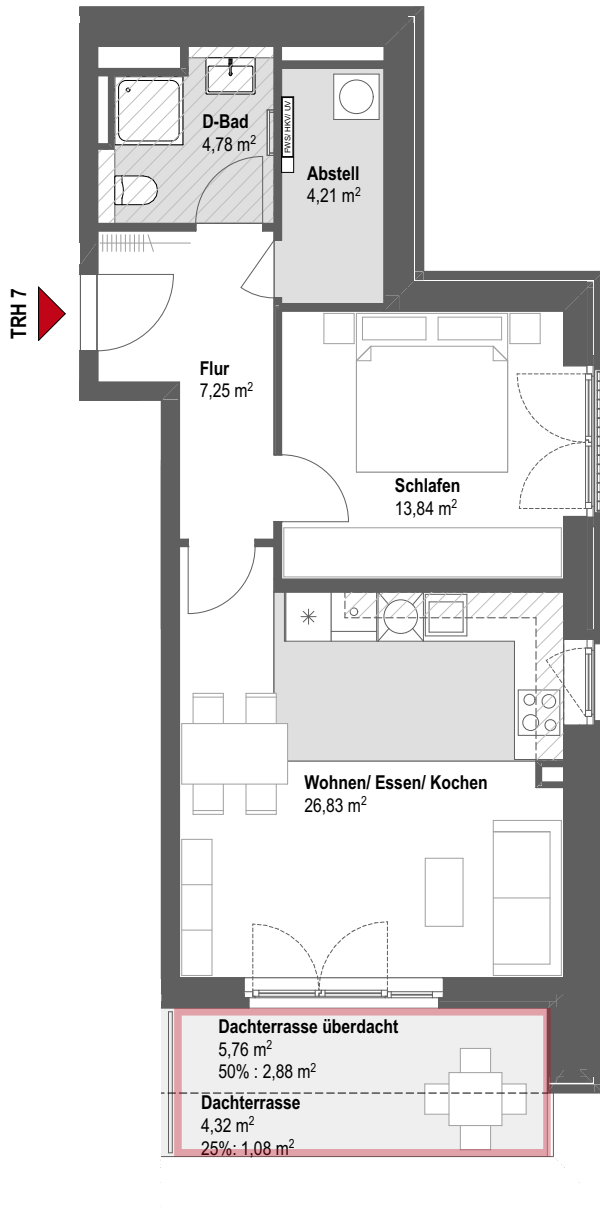 D-Bad
4,78 m²
FWS/ HKV/ UV
Abstell
4,21 m²
TRH 7
Flur
7,25 m²
Schlafen
13,84 m²
Wohnen/ Essen/ Kochen
26,83 m²
Dachterrasse überdacht
5,76 m²
50% : 2,88 m²
Dachterrasse
4,32 m²
25%: 1,08 m²